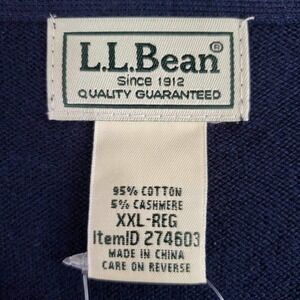 L.L.Bean®
Since 1912
QUALITY GUARANTEED
95% COTTON
5% CASHMERE
XXL-REG
ItemID 274603
MADE IN CHINA
CARE ON REVERSE